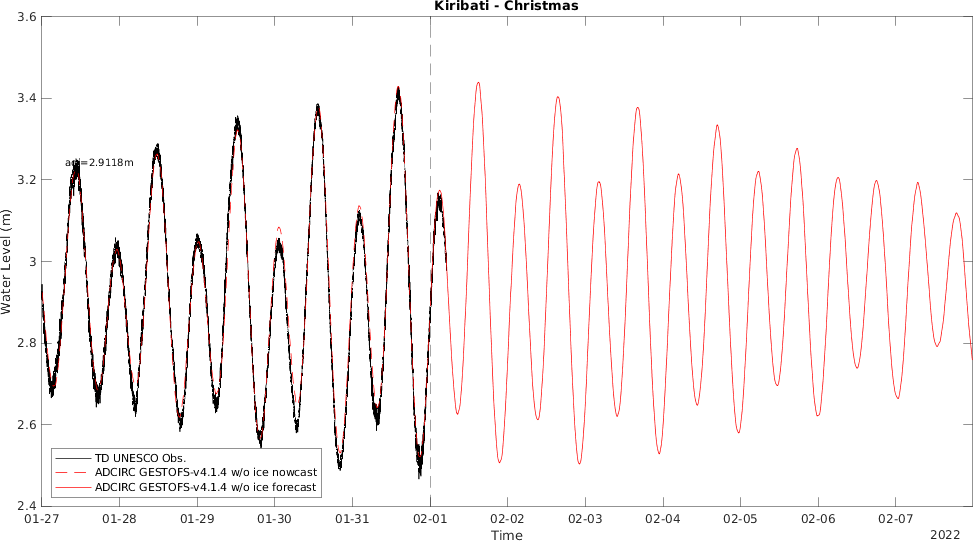 Kiribati - Christmas
3.6
3.4
3.2
3
2.8
2.6
2.4
Water Level (m)
adj=2.9118m
TD UNESCO Obs.
ADCIRC GESTOFS-v4.1.4 w/o ice nowcast
ADCIRC GESTOFS-v4.1.4 w/o ice forecast
01-27 01-28 01-29 01-30 01-31 02-01 02-02 02-03 02-04 02-05 02-06 02-07
Time
2022